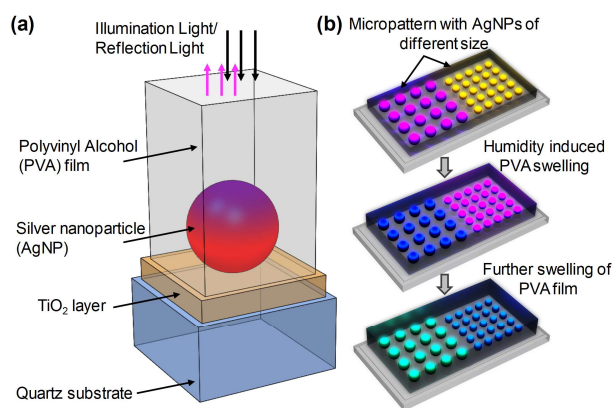 (a)
Illumination Light/
Reflection Light
Polyvinyl Alcohol
(PVA) film
Silver nanoparticle
(AgNP)
TiO₂ layer
Quartz substrate
(b)
Micropattern with AgNPs of
different size
Humidity induced
PVA swelling
Further swelling of
PVA film